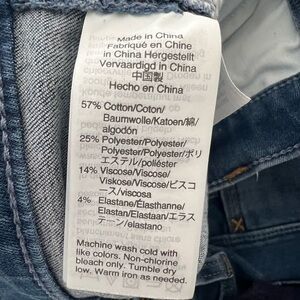 Made in China
Fabriqué en Chine
in China Hergestellt
Vervaardigd in China
中国製
Hecho en China
57% Cotton/Coton/
Baumwolle/Katoen/綿/
algodón
25% Polyester/Polyester/
Polyester/Polyester/ポリ
エステル/poliéster
14% Viscose/Viscose/
Viskose/Viscose/ビスコ
ース/viscosa
4% Elastane/Élasthanne/
Elastan/Elastaan/エラス
テーン/elastano
Machine wash cold with
like colors. Non-chlorine
bleach only. Tumble dry
low. Warm iron as needed.